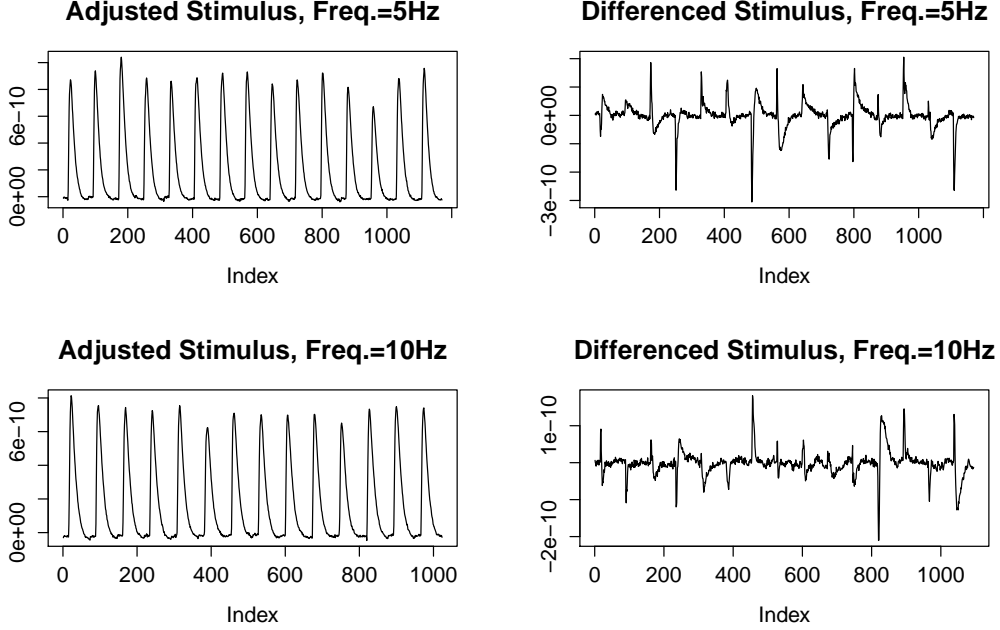 Adjusted Stimulus, Freq.=5Hz
0e+00 6e−10
0 200 400 600 800 1000
Index
Differenced Stimulus, Freq.=5Hz
−3e−10 0e+00
0 200 400 600 800 1000
Index
Adjusted Stimulus, Freq.=10Hz
0e+00 6e−10
0 200 400 600 800 1000
Index
Differenced Stimulus, Freq.=10Hz
−2e−10 1e−10
0 200 400 600 800 1000
Index